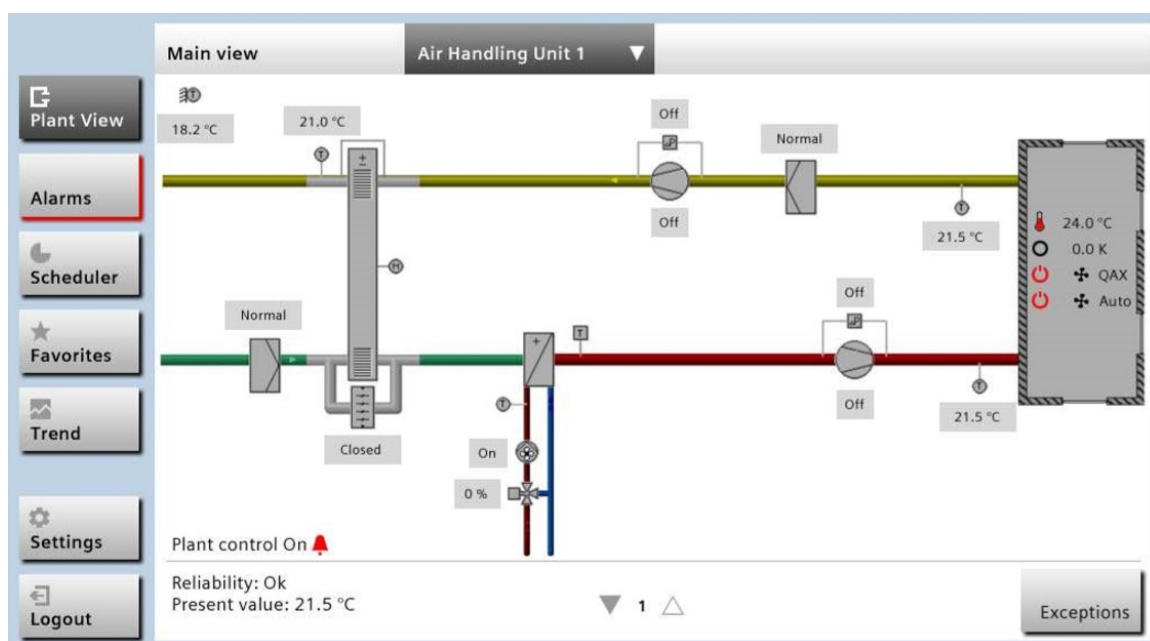 Main view
Air Handling Unit 1
Plant View
Alarms
Scheduler
Favorites
Trend
Settings
Logout
T
18.2 °C
21.0 °C
T
Off
Normal
Off
T
21.5 °C
24.0 °C
0.0 K
QAX
Auto
M
Normal
T
Off
Off
T
21.5 °C
T
Closed
On
0 %
Plant control On
Reliability: Ok
Present value: 21.5 °C
1
Exceptions